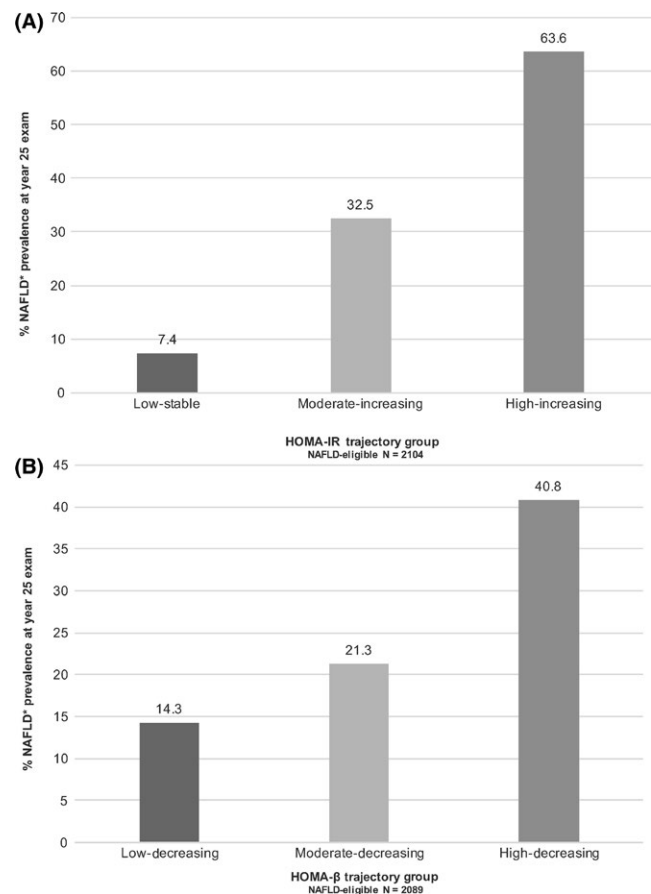 (A)
% NAFLD* prevalence at year 25 exam
70
60
50
40
30
20
10
0
7.4
32.5
63.6
Low-stable
Moderate-increasing
High-increasing
HOMA-IR trajectory group
NAFLD-eligible N = 2104
(B)
% NAFLD* prevalence at year 25 exam
45
40
35
30
25
20
15
10
5
0
14.3
21.3
40.8
Low-decreasing
Moderate-decreasing
High-decreasing
HOMA-β trajectory group
NAFLD-eligible N = 2089